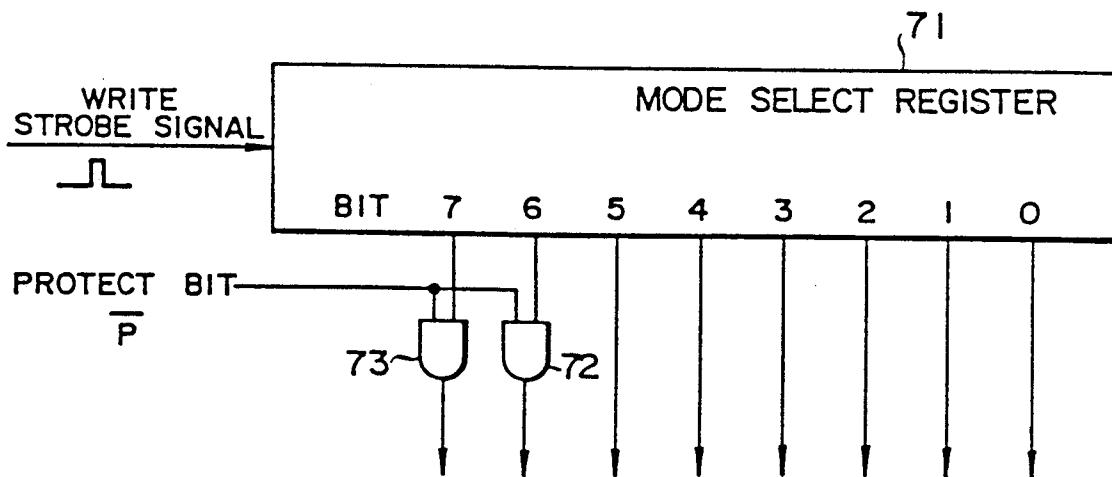 71
WRITE
STROBE SIGNAL
MODE SELECT REGISTER
BIT 7 6 5 4 3 2 1 0
PROTECT BIT
P̅
73
72